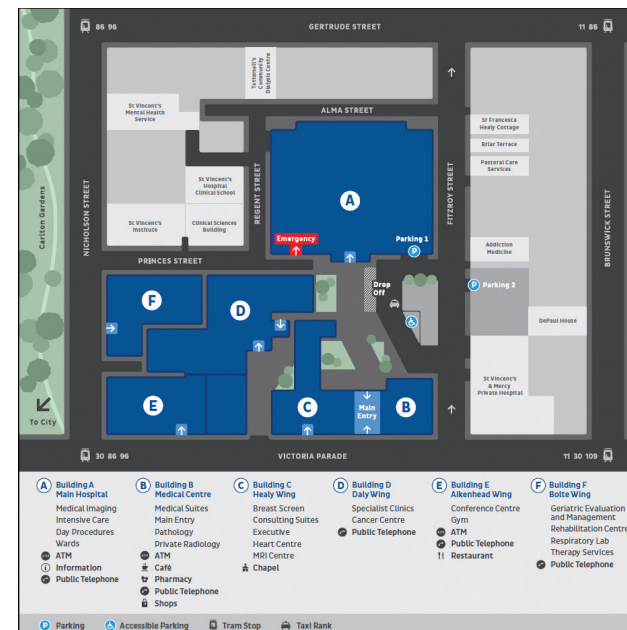 86 96
GERTRUDE STREET
11 86
Tattersall's
Community
Dialysis Centre
St Vincent's
Mental Health
Service
ALMA STREET
Sr Francesca
Healy Cottage
Briar Terrace
Pastoral Care
Services
St Vincent's
Hospital
Clinical School
A
Carlton Gardens
NICHOLSON STREET
REGENT STREET
FITZROY STREET
BRUNSWICK STREET
St Vincent's
Institute
Clinical Sciences
Building
Emergency
Parking 1
P
Addiction
Medicine
PRINCES STREET
Drop
Off
P Parking 2
F
D
DePaul House
St Vincent's
& Mercy
Private Hospital
E
C
Main
Entry
B
To City
30 86 96
VICTORIA PARADE
11 30 109
A Building A
Main Hospital
Medical Imaging
Intensive Care
Day Procedures
Wards
ATM
Information
Public Telephone
B Building B
Medical Centre
Medical Suites
Main Entry
Pathology
Private Radiology
ATM
Café
Pharmacy
Public Telephone
Shops
C Building C
Healy Wing
Breast Screen
Consulting Suites
Executive
Heart Centre
MRI Centre
Chapel
D Building D
Daly Wing
Specialist Clinics
Cancer Centre
Public Telephone
E Building E
Aikenhead Wing
Conference Centre
Gym
ATM
Public Telephone
Restaurant
F Building F
Bolte Wing
Geriatric Evaluation
and Management
Rehabilitation Centre
Respiratory Lab
Therapy Services
Public Telephone
P Parking
Accessible Parking
Tram Stop
Taxi Rank